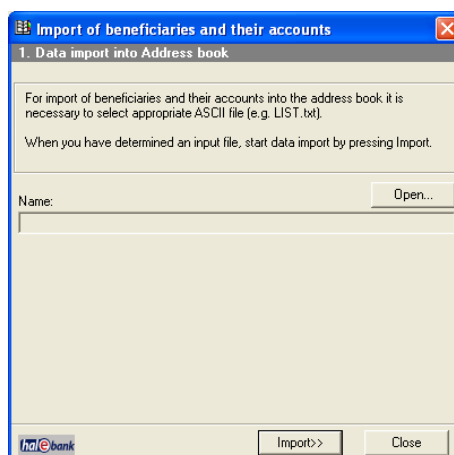 Import of beneficiaries and their accounts
1. Data import into Address book
For import of beneficiaries and their accounts into the address book it is
necessary to select appropriate ASCII file (e.g. LIST.txt).
When you have determined an input file, start data import by pressing Import.
Open...
Name:
hal e bank
Import>>
Close